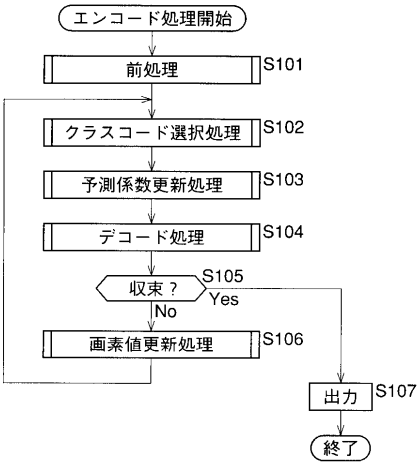 エンコード処理開始
前処理
S101
クラスコード選択処理
S102
予測係数更新処理
S103
デコード処理
S104
収束？
S105
Yes
No
画素値更新処理
S106
出力
S107
終了